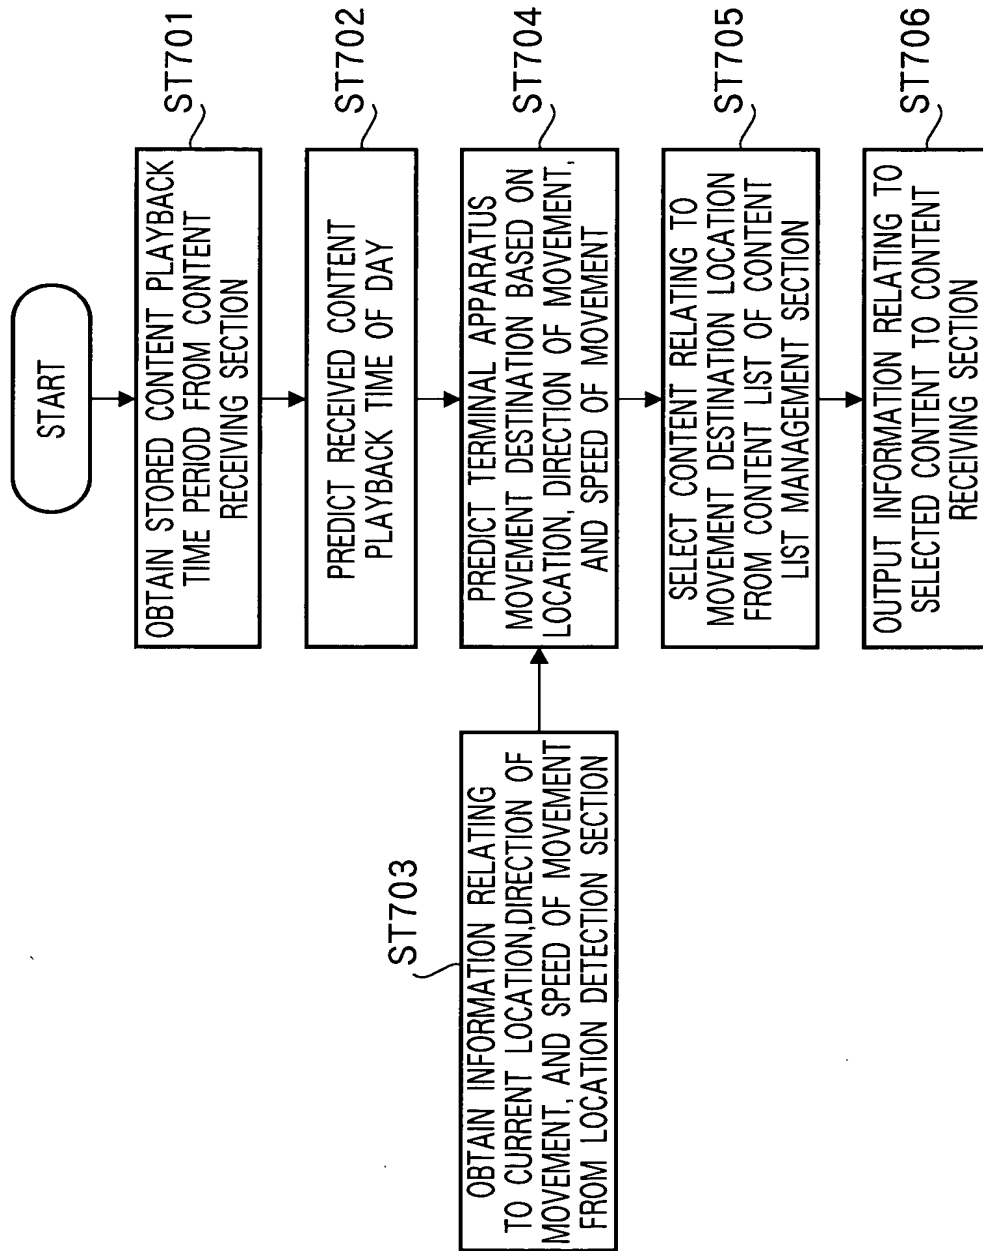 START
OBTAIN STORED CONTENT PLAYBACK
TIME PERIOD FROM CONTENT
RECEIVING SECTION
ST701
PREDICT RECEIVED CONTENT
PLAYBACK TIME OF DAY
ST702
OBTAIN INFORMATION RELATING
TO CURRENT LOCATION,DIRECTION OF
MOVEMENT, AND SPEED OF MOVEMENT
FROM LOCATION DETECTION SECTION
ST703
PREDICT TERMINAL APPARATUS
MOVEMENT DESTINATION BASED ON
LOCATION, DIRECTION OF MOVEMENT,
AND SPEED OF MOVEMENT
ST704
SELECT CONTENT RELATING TO
MOVEMENT DESTINATION LOCATION
FROM CONTENT LIST OF CONTENT
LIST MANAGEMENT SECTION
ST705
OUTPUT INFORMATION RELATING TO
SELECTED CONTENT TO CONTENT
RECEIVING SECTION
ST706